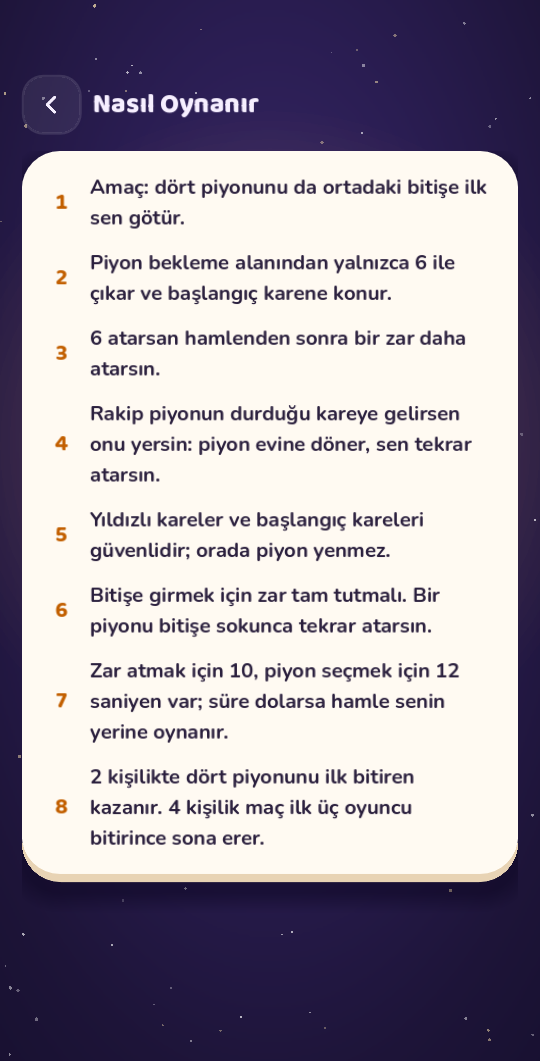 Nasıl Oynanır
1 Amaç: dört piyonunu da ortadaki bitişe ilk
sen götür.
2 Piyon bekleme alanından yalnızca 6 ile
çıkar ve başlangıç karene konur.
3 6 atarsan hamlenden sonra bir zar daha
atarsın.
4 Rakip piyonun durduğu kareye gelirsen
onu yersin: piyon evine döner, sen tekrar
atarsın.
5 Yıldızlı kareler ve başlangıç kareleri
güvenlidir; orada piyon yenmez.
6 Bitişe girmek için zar tam tutmalı. Bir
piyonu bitişe sokunca tekrar atarsın.
7 Zar atmak için 10, piyon seçmek için 12
saniyen var; süre dolarsa hamle senin
yerine oynanır.
8 2 kişilikte dört piyonunu ilk bitiren
kazanır. 4 kişilik maç ilk üç oyuncu
bitirince sona erer.